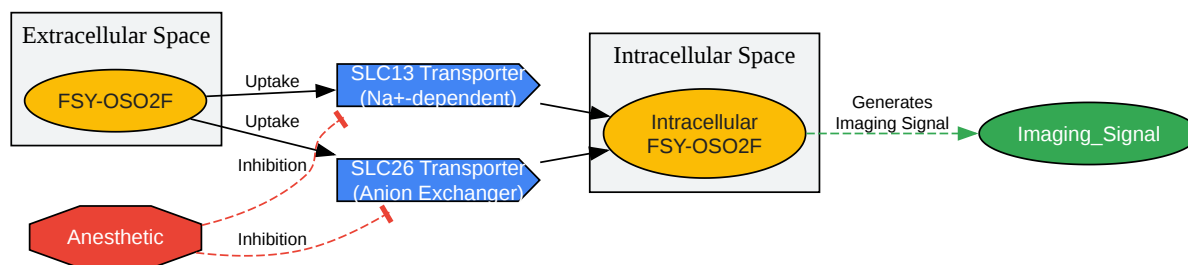 Extracellular Space
FSY-OSO2F
Uptake
Uptake
SLC13 Transporter
(Na+-dependent)
SLC26 Transporter
(Anion Exchanger)
Inhibition
Inhibition
Anesthetic
Intracellular Space
Intracellular
FSY-OSO2F
Generates
Imaging Signal
Imaging_Signal